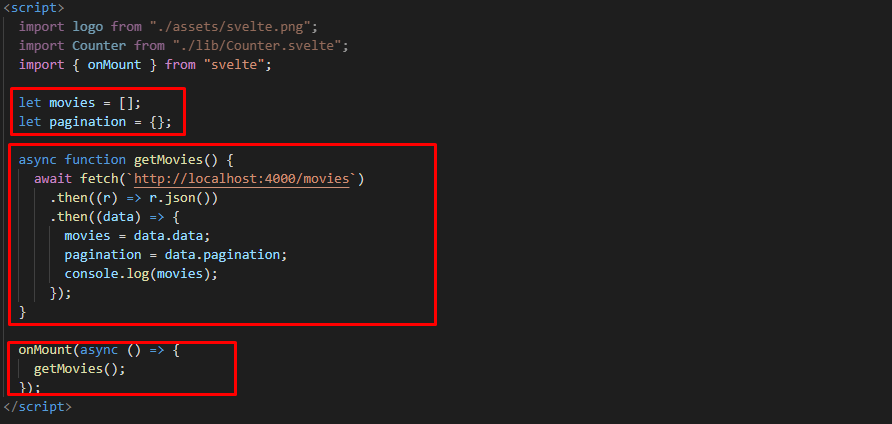 <script>
import logo from "./assets/svelte.png";
import Counter from "./lib/Counter.svelte";
import { onMount } from "svelte";
let movies = [];
let pagination = {};
async function getMovies() {
await fetch(`http://localhost:4000/movies`)
.then((r) => r.json())
.then((data) => {
movies = data.data;
pagination = data.pagination;
console.log(movies);
});
}
onMount(async () => {
getMovies();
});
</script>